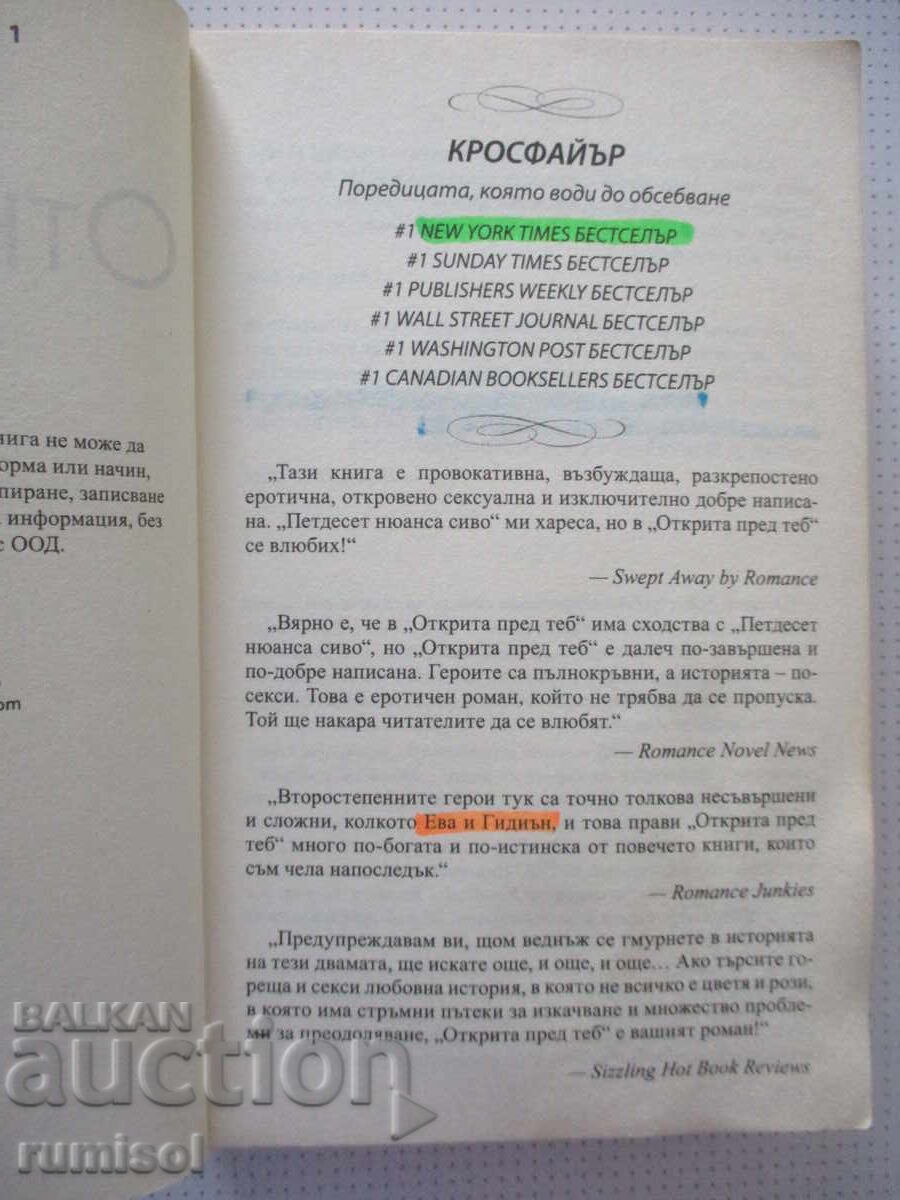 1
нига не може да
орма или начин,
пиране, записване
информация, без
с ООД.
от
КРОСФАЙЪР
Поредицата, която води до обсебване
#1 NEW YORK TIMES БЕСТСЕЛЪР
#1 SUNDAY TIMES БЕСТСЕЛЪР
#1 PUBLISHERS WEEKLY БЕСТСЕЛЪР
#1 WALL STREET JOURNAL БЕСТСЕЛЪР
#1 WASHINGTON POST БЕСТСЕЛЪР
#1 CANADIAN BOOKSELLERS БЕСТСЕЛЪР
„Тази книга е провокативна, възбуждаща, разкрепостено
еротична, откровено сексуална и изключително добре написа-
на. „Петдесет нюанса сиво“ ми хареса, но в „Открита пред теб“
се влюбих!“
— Swept Away by Romance
„Вярно е, че в „Открита пред теб“ има сходства с „Петдесет
нюанса сиво“, но „Открита пред теб“ е далеч по-завършена и
по-добре написана. Героите са пълнокръвни, а историята – по-
секси. Това е еротичен роман, който не трябва да се пропуска.
Той ще накара читателите да се влюбят.“
— Romance Novel News
„Второстепенните герои тук са точно толкова несъвършени
и сложни, колкото Ева и Гидиън, и това прави „Открита пред
теб“ много по-богата и по-истинска от повечето книги, които
съм чела напоследък.“
— Romance Junkies
„Предупреждавам ви, щом веднъж се гмурнете в историята
на тези двамата, ще искате още, и още, и още... Ако търсите го-
реща и секси любовна история, в която не всичко е цветя и рози,
в която има стръмни пътеки за изкачване и множество пробле-
ми за преодоляване, „Открита пред теб“ е вашият роман!“
— Sizzling Hot Book Reviews
BALKAN
auction
rumisol